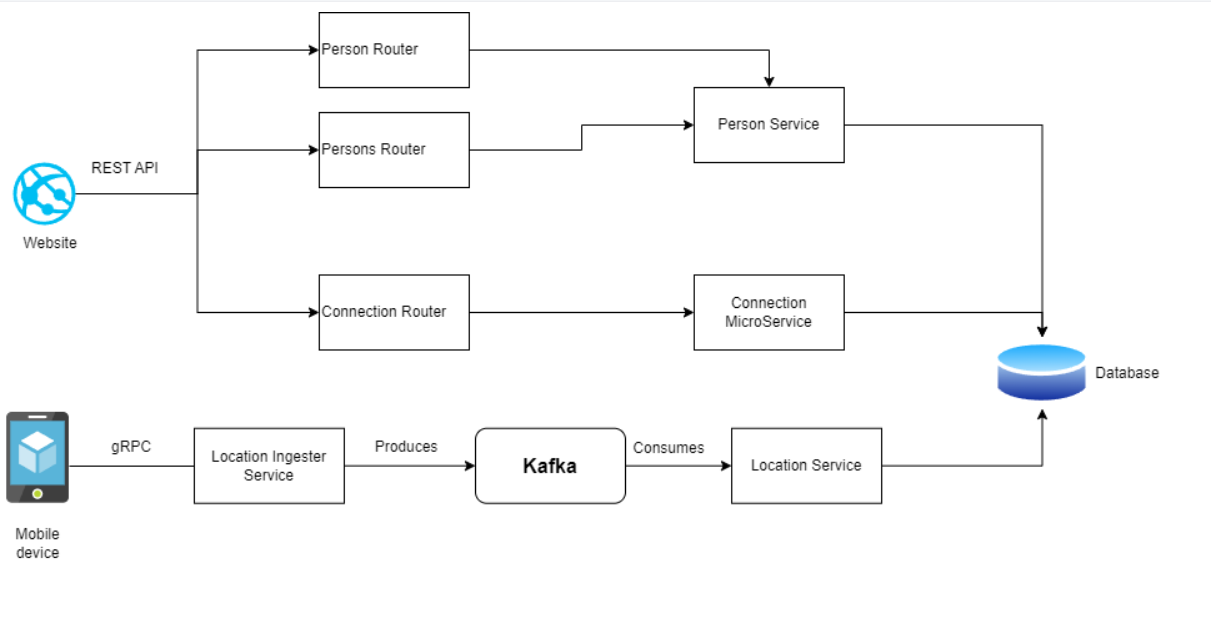 Person Router
Person Service
Persons Router
REST API
Website
Connection
MicroService
Connection Router
Database
gRPC
Location Ingester
Service
Produces
Kafka
Consumes
Location Service
Mobile
device